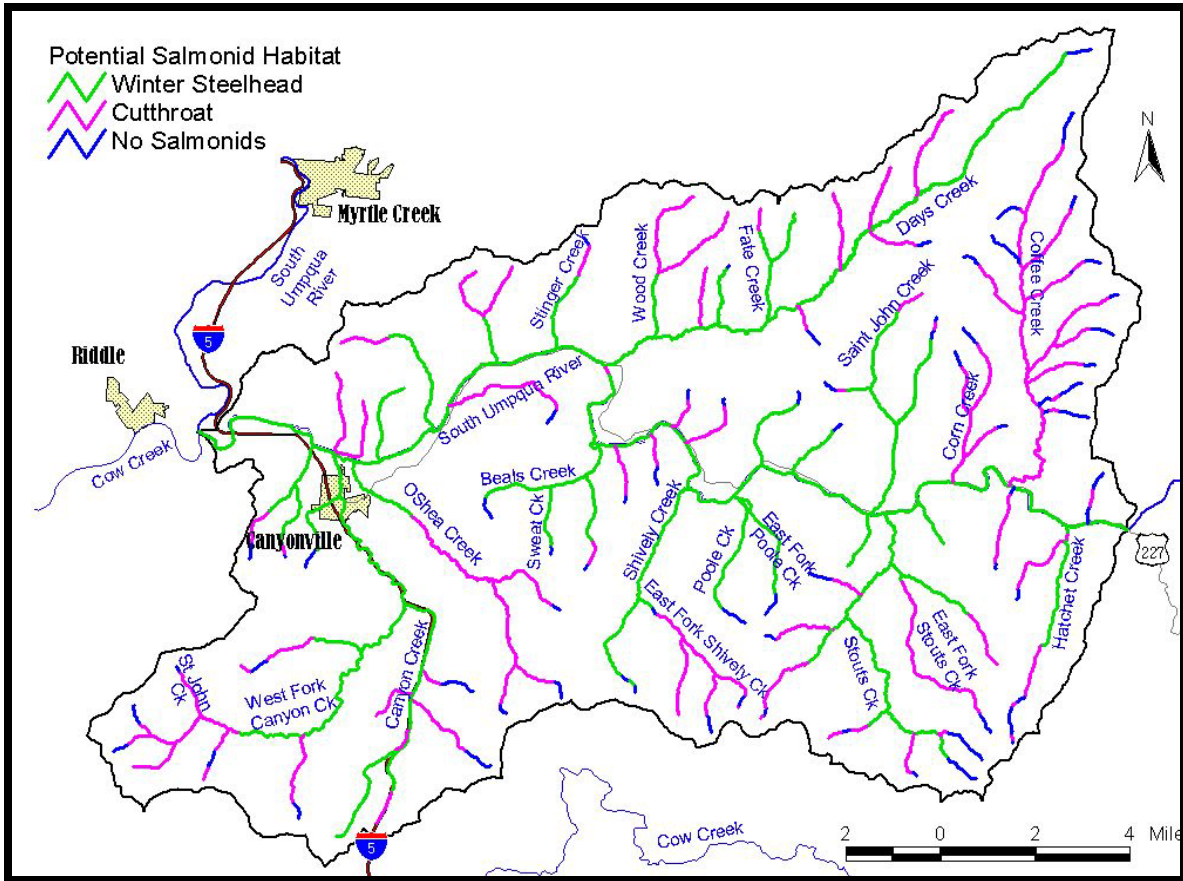 Potential Salmonid Habitat
Winter Steelhead
Cutthroat
No Salmonids
N
Myrtle Creek
South
Umpqua
River
5
Riddle
Cow Creek
Days Creek
Coffee Creek
Fate Creek
Wood Creek
Stinger Creek
Saint John Creek
South Umpqua River
Corn Creek
Beals Creek
OShea Creek
Sweat Ck
Shively Creek
Canyonville
Poole Ck
East Fork
Poole Ck
227
Hatchet Creek
East Fork Shively Ck
East Fork
Stouts Ck
Stouts Ck
Canyon Creek
St John
Ck
West Fork
Canyon Ck
5
Cow Creek
2 0 2 4 Mile